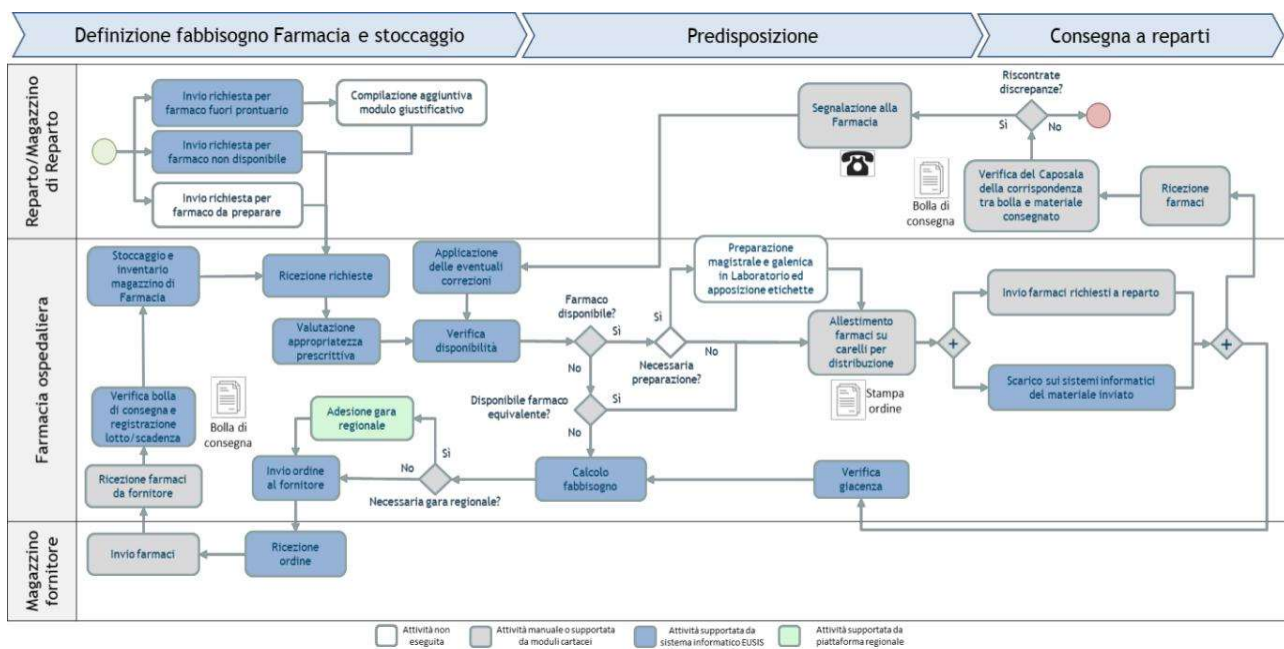 Definizione fabbisogno Farmacia e stoccaggio
Predisposizione
Consegna a reparti
Reparto/Magazzino
di Reparto
Invio richiesta per
farmaco fuori prontuario
Compilazione aggiuntiva
modulo giustificativo
Invio richiesta per
farmaco non disponibile
Invio richiesta per
farmaco da preparare
Segnalazione alla
Farmacia
Riscontrate
discrepanze?
Sì
No
Bolla di
consegna
Verifica del Caposala
della corrispondenza
tra bolla e materiale
consegnato
Ricezione
farmaci
Farmacia ospedaliera
Stoccaggio e
inventario
magazzino di
Farmacia
Ricezione richieste
Applicazione
delle eventuali
correzioni
Preparazione
magistrale e galenica
in Laboratorio ed
apposizione etichette
Invio farmaci richiesti a reparto
Valutazione
appropriatezza
prescrittiva
Verifica
disponibilità
Farmaco
disponibile?
Sì
No
Sì
No
Necessaria
preparazione?
Allestimento
farmaci su
carelli per
distribuzione
Stampa
ordine
Scarico sui sistemi informatici
del materiale inviato
Verifica bolla
di consegna e
registrazione
lotto/scadenza
Bolla di
consegna
Adesione gara
regionale
Disponibile farmaco
equivalente?
Sì
No
Ricezione farmaci
da fornitore
Invio ordine
al fornitore
No
Sì
Necessaria gara regionale?
Calcolo
fabbisogno
Verifica
giacenza
Magazzino
fornitore
Invio farmaci
Ricezione
ordine
Attività non
eseguita
Attività manuale o supportata
da moduli cartacei
Attività supportata da
sistema informatico EUSIS
Attività supportata da
piattaforma regionale